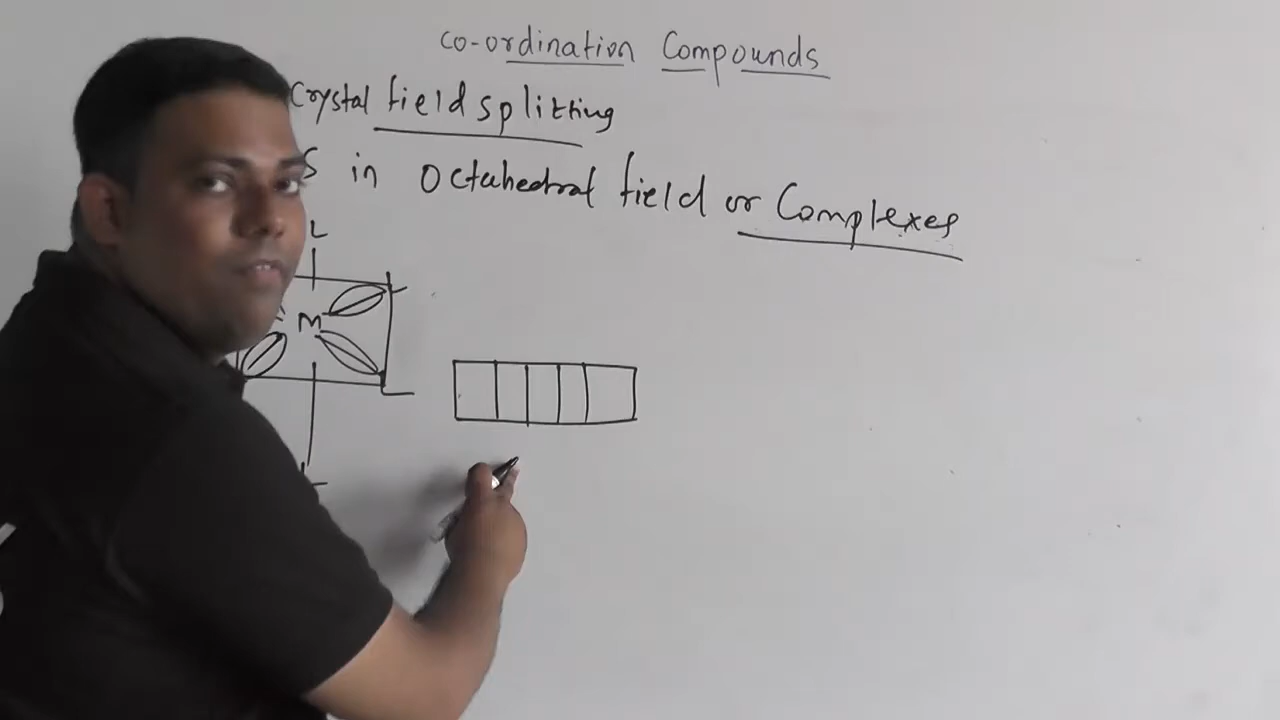 co-ordination Compounds
Crystal field splitting
S in Octahedral field or Complexes
L
M